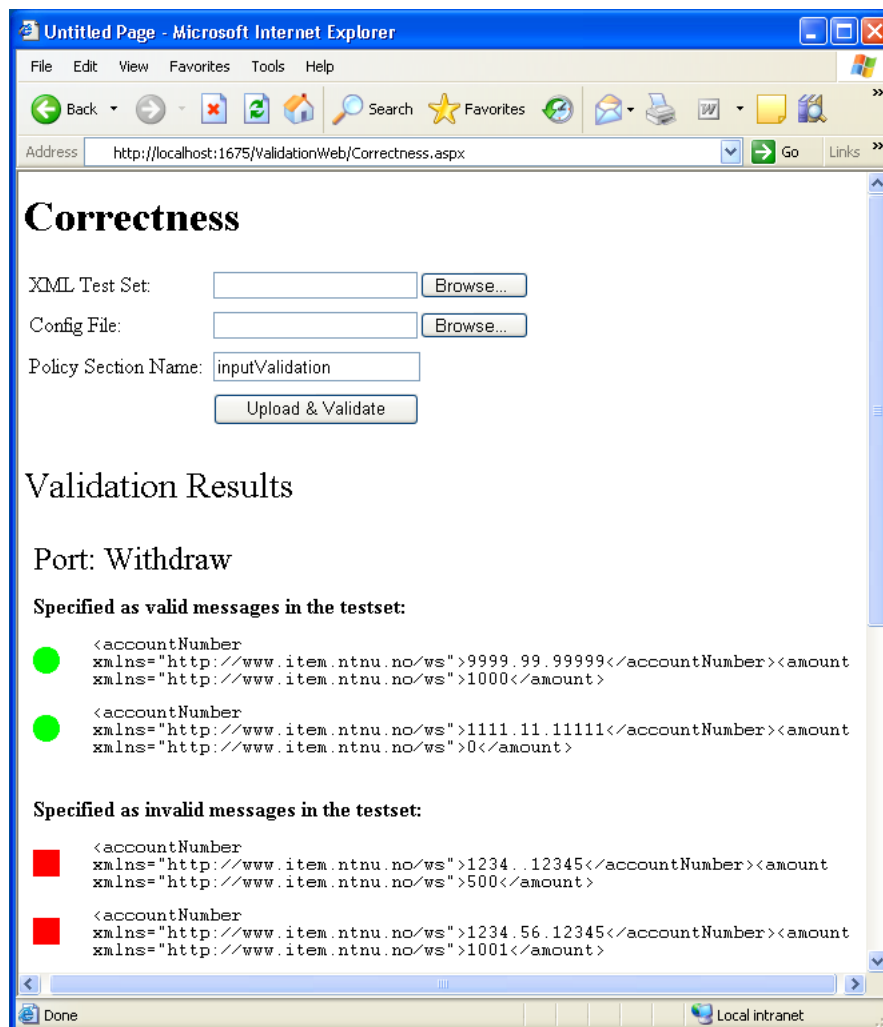 Untitled Page - Microsoft Internet Explorer
File Edit View Favorites Tools Help
Back Search Favorites »
Address http://localhost:1675/ValidationWeb/Correctness.aspx Go Links »
Correctness
XML Test Set: Browse...
Config File: Browse...
Policy Section Name: inputValidation
Upload & Validate
Validation Results
Port: Withdraw
Specified as valid messages in the testset:
<accountNumber
xmlns="http://www.item.ntnu.no/ws">9999.99.99999</accountNumber><amount
xmlns="http://www.item.ntnu.no/ws">1000</amount>
<accountNumber
xmlns="http://www.item.ntnu.no/ws">1111.11.11111</accountNumber><amount
xmlns="http://www.item.ntnu.no/ws">0</amount>
Specified as invalid messages in the testset:
<accountNumber
xmlns="http://www.item.ntnu.no/ws">1234..12345</accountNumber><amount
xmlns="http://www.item.ntnu.no/ws">500</amount>
<accountNumber
xmlns="http://www.item.ntnu.no/ws">1234.56.12345</accountNumber><amount
xmlns="http://www.item.ntnu.no/ws">1001</amount>
Done Local intranet